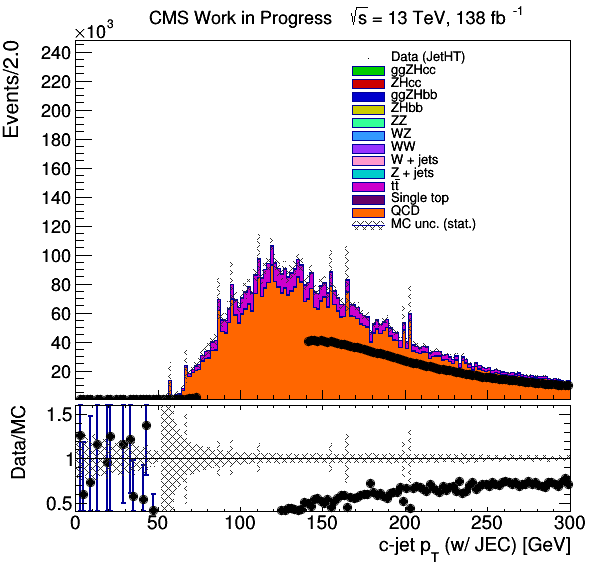 CMS Work in Progress √s = 13 TeV, 138 fb⁻¹
×10³
Events/2.0
240
220
200
180
160
140
120
100
80
60
40
20
Data (JetHT)
ggZHcc
ZHcc
ggZHbb
ZHbb
ZZ
WZ
WW
W + jets
Z + jets
tt̄
Single top
QCD
MC unc. (stat.)
Data/MC
1.5
1
0.5
0 50 100 150 200 250 300
c-jet p_T (w/ JEC) [GeV]